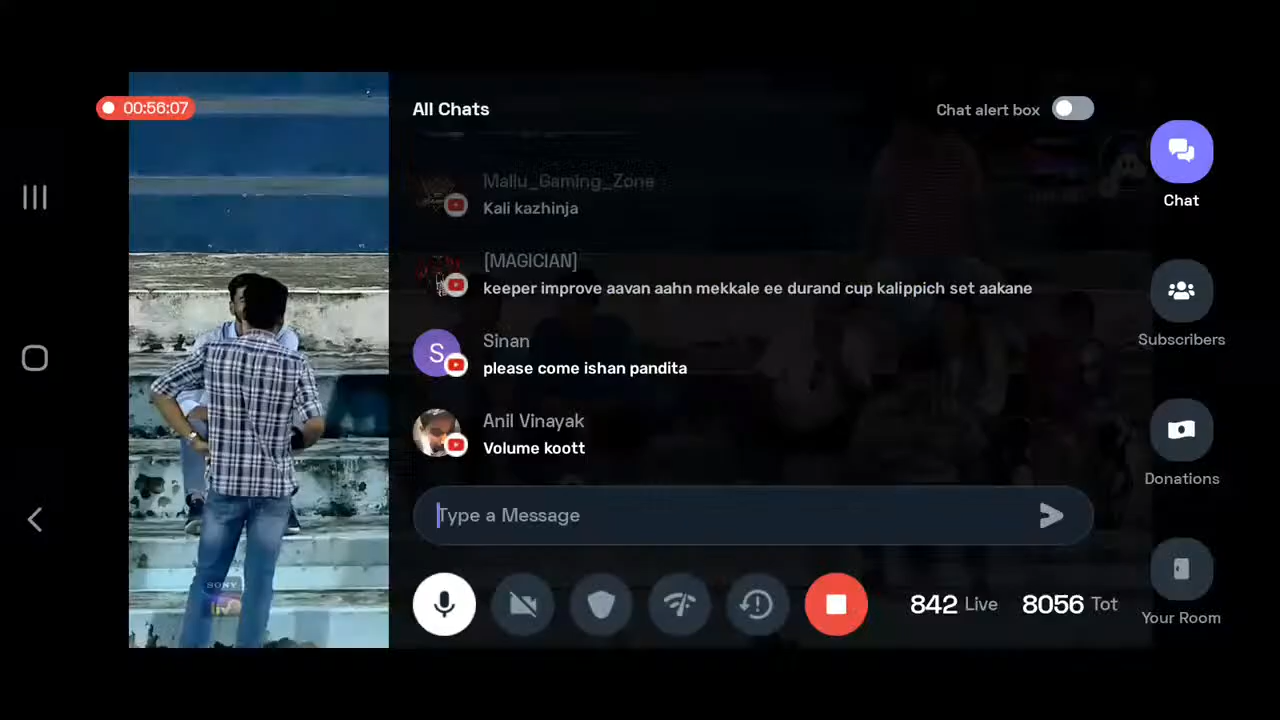 00:56:07
All Chats
Chat alert box
Mallu_Gaming_Zone
Kali kazhinja
[MAGICIAN]
keeper improve aavan aahn mekkale ee durand cup kalippich set aakane
S
Sinan
please come ishan pandita
Anil Vinayak
Volume koott
Type a Message
842 Live 8056 Tot
Chat
Subscribers
Donations
Your Room
SONY
LIV